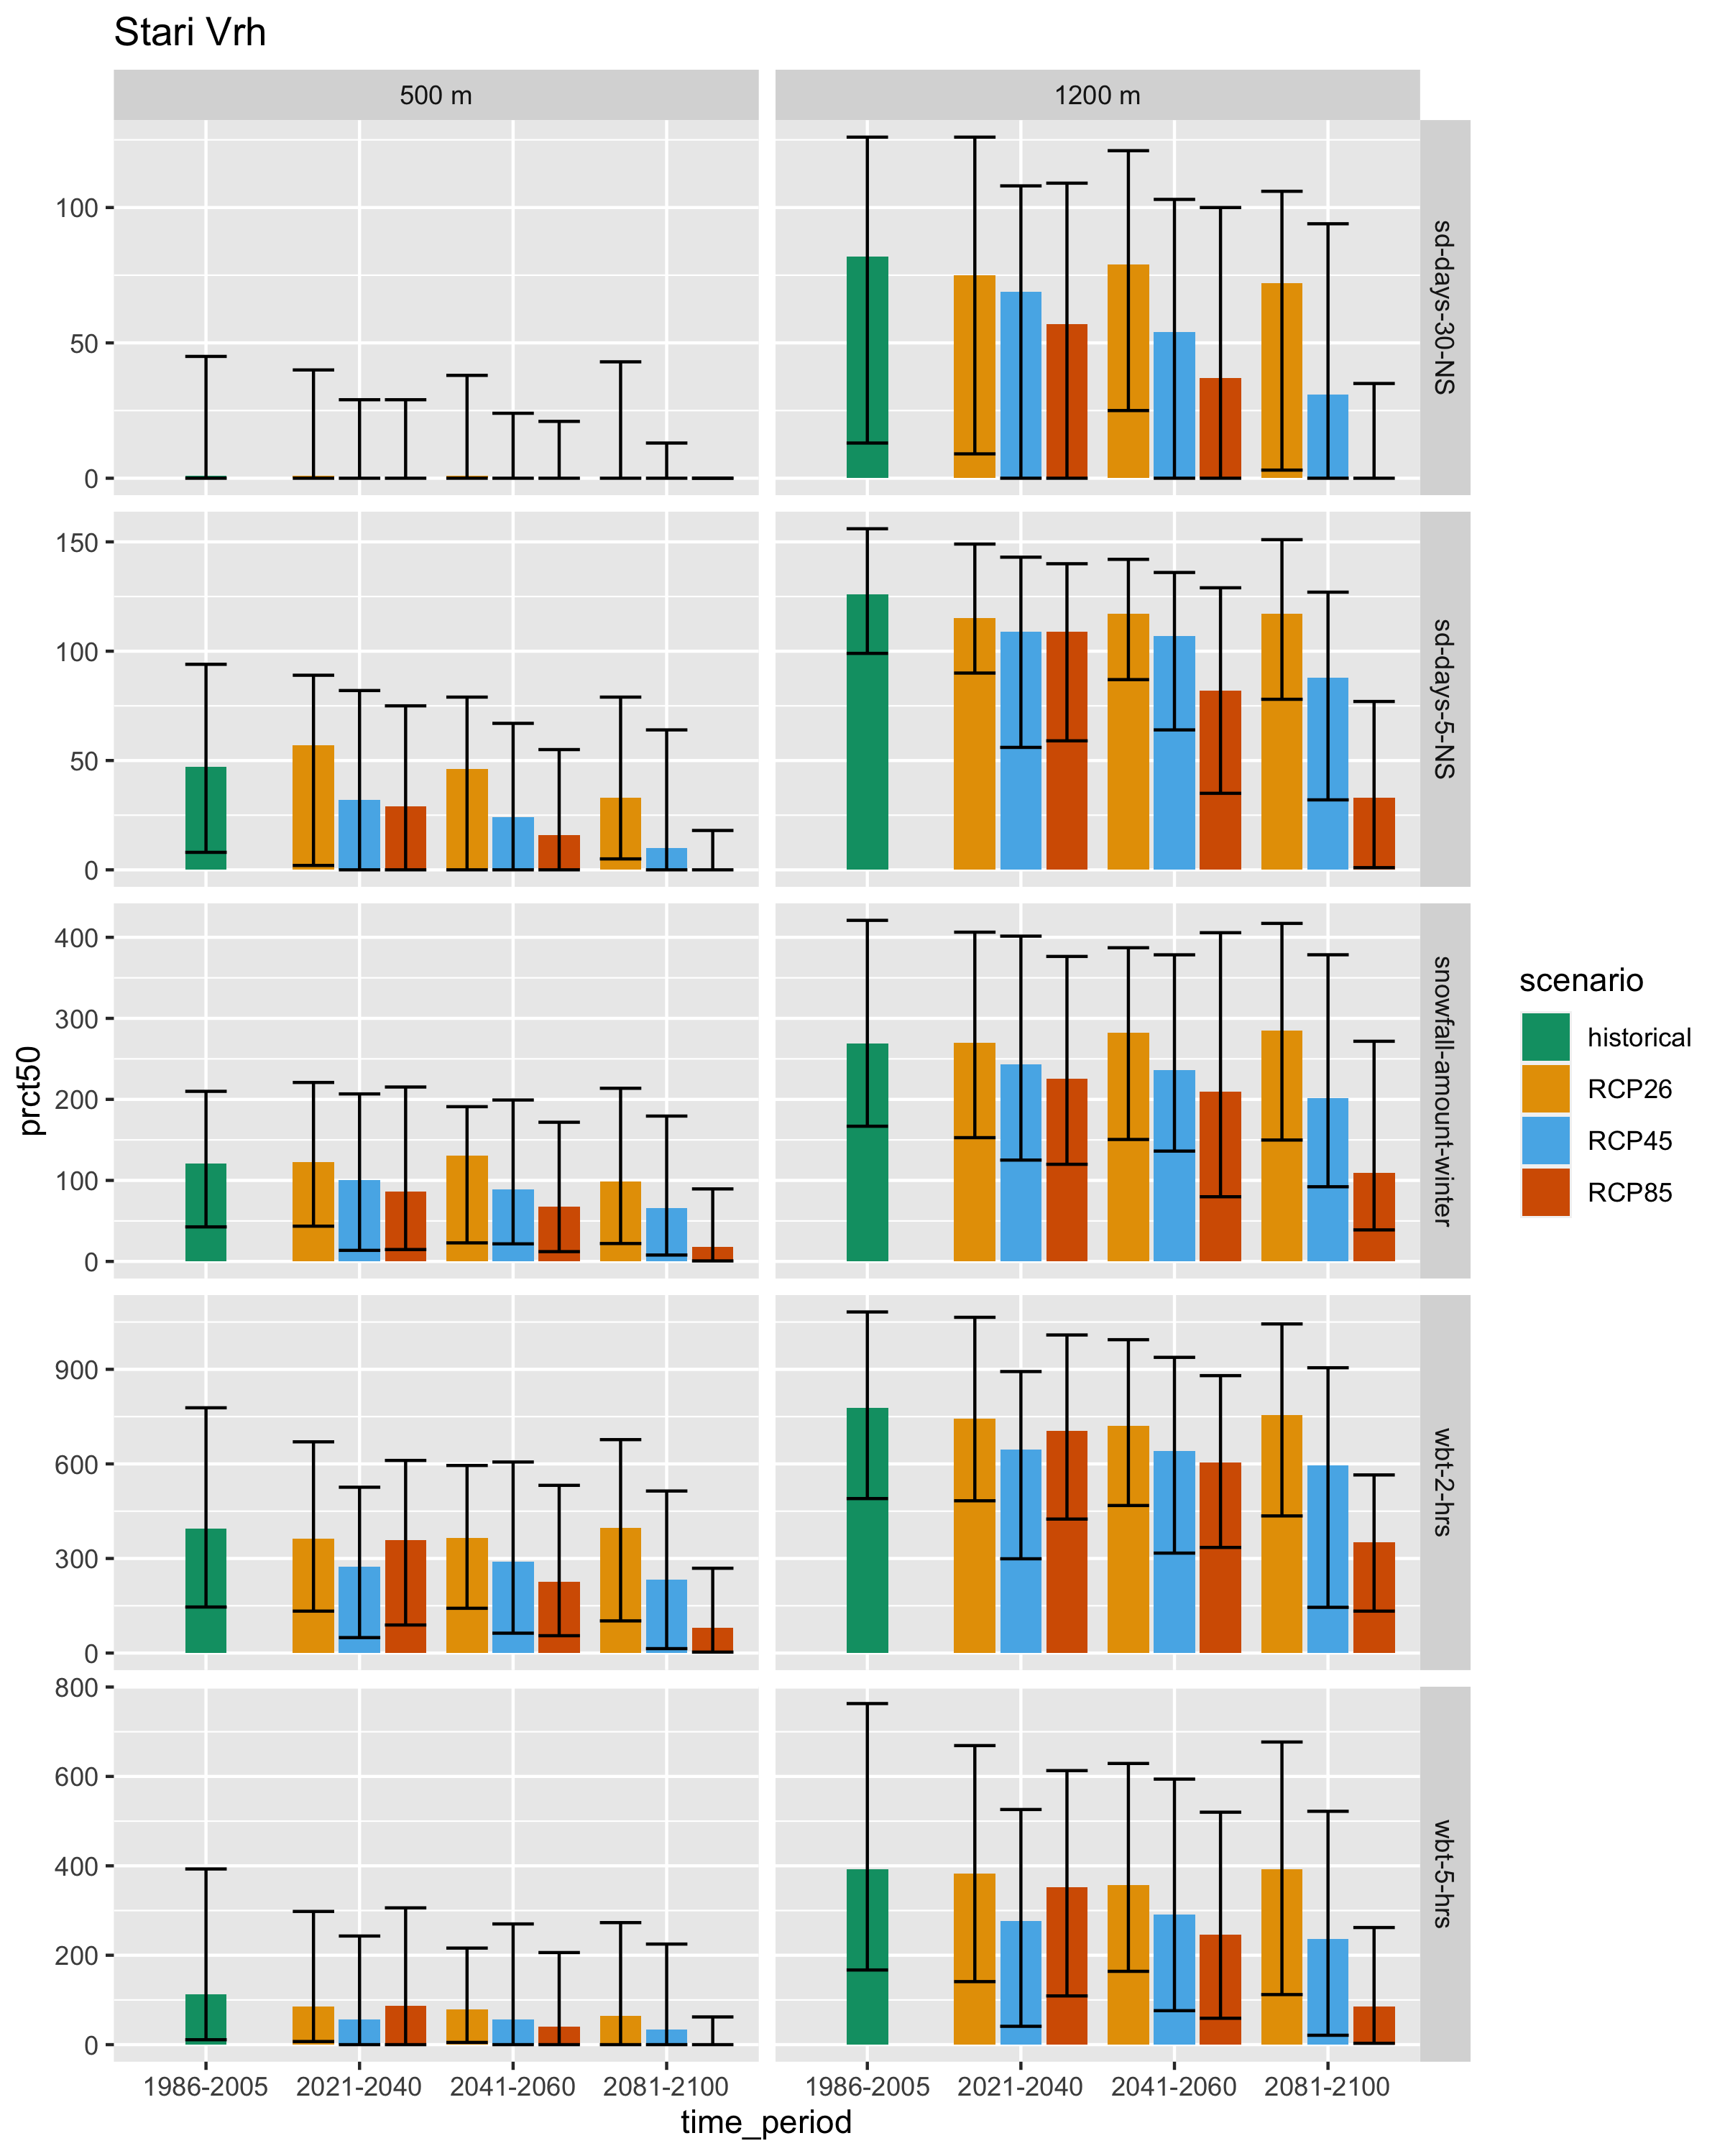 Stari Vrh
500 m
1200 m
100
50
0
sd-days-30-NS
150
100
50
0
sd-days-5-NS
400
300
200
100
0
snowfall-amount-winter
900
600
300
0
wbt-2-hrs
800
600
400
200
0
wbt-5-hrs
prct50
1986-2005 2021-2040 2041-2060 2081-2100
1986-2005 2021-2040 2041-2060 2081-2100
time_period
scenario
historical
RCP26
RCP45
RCP85